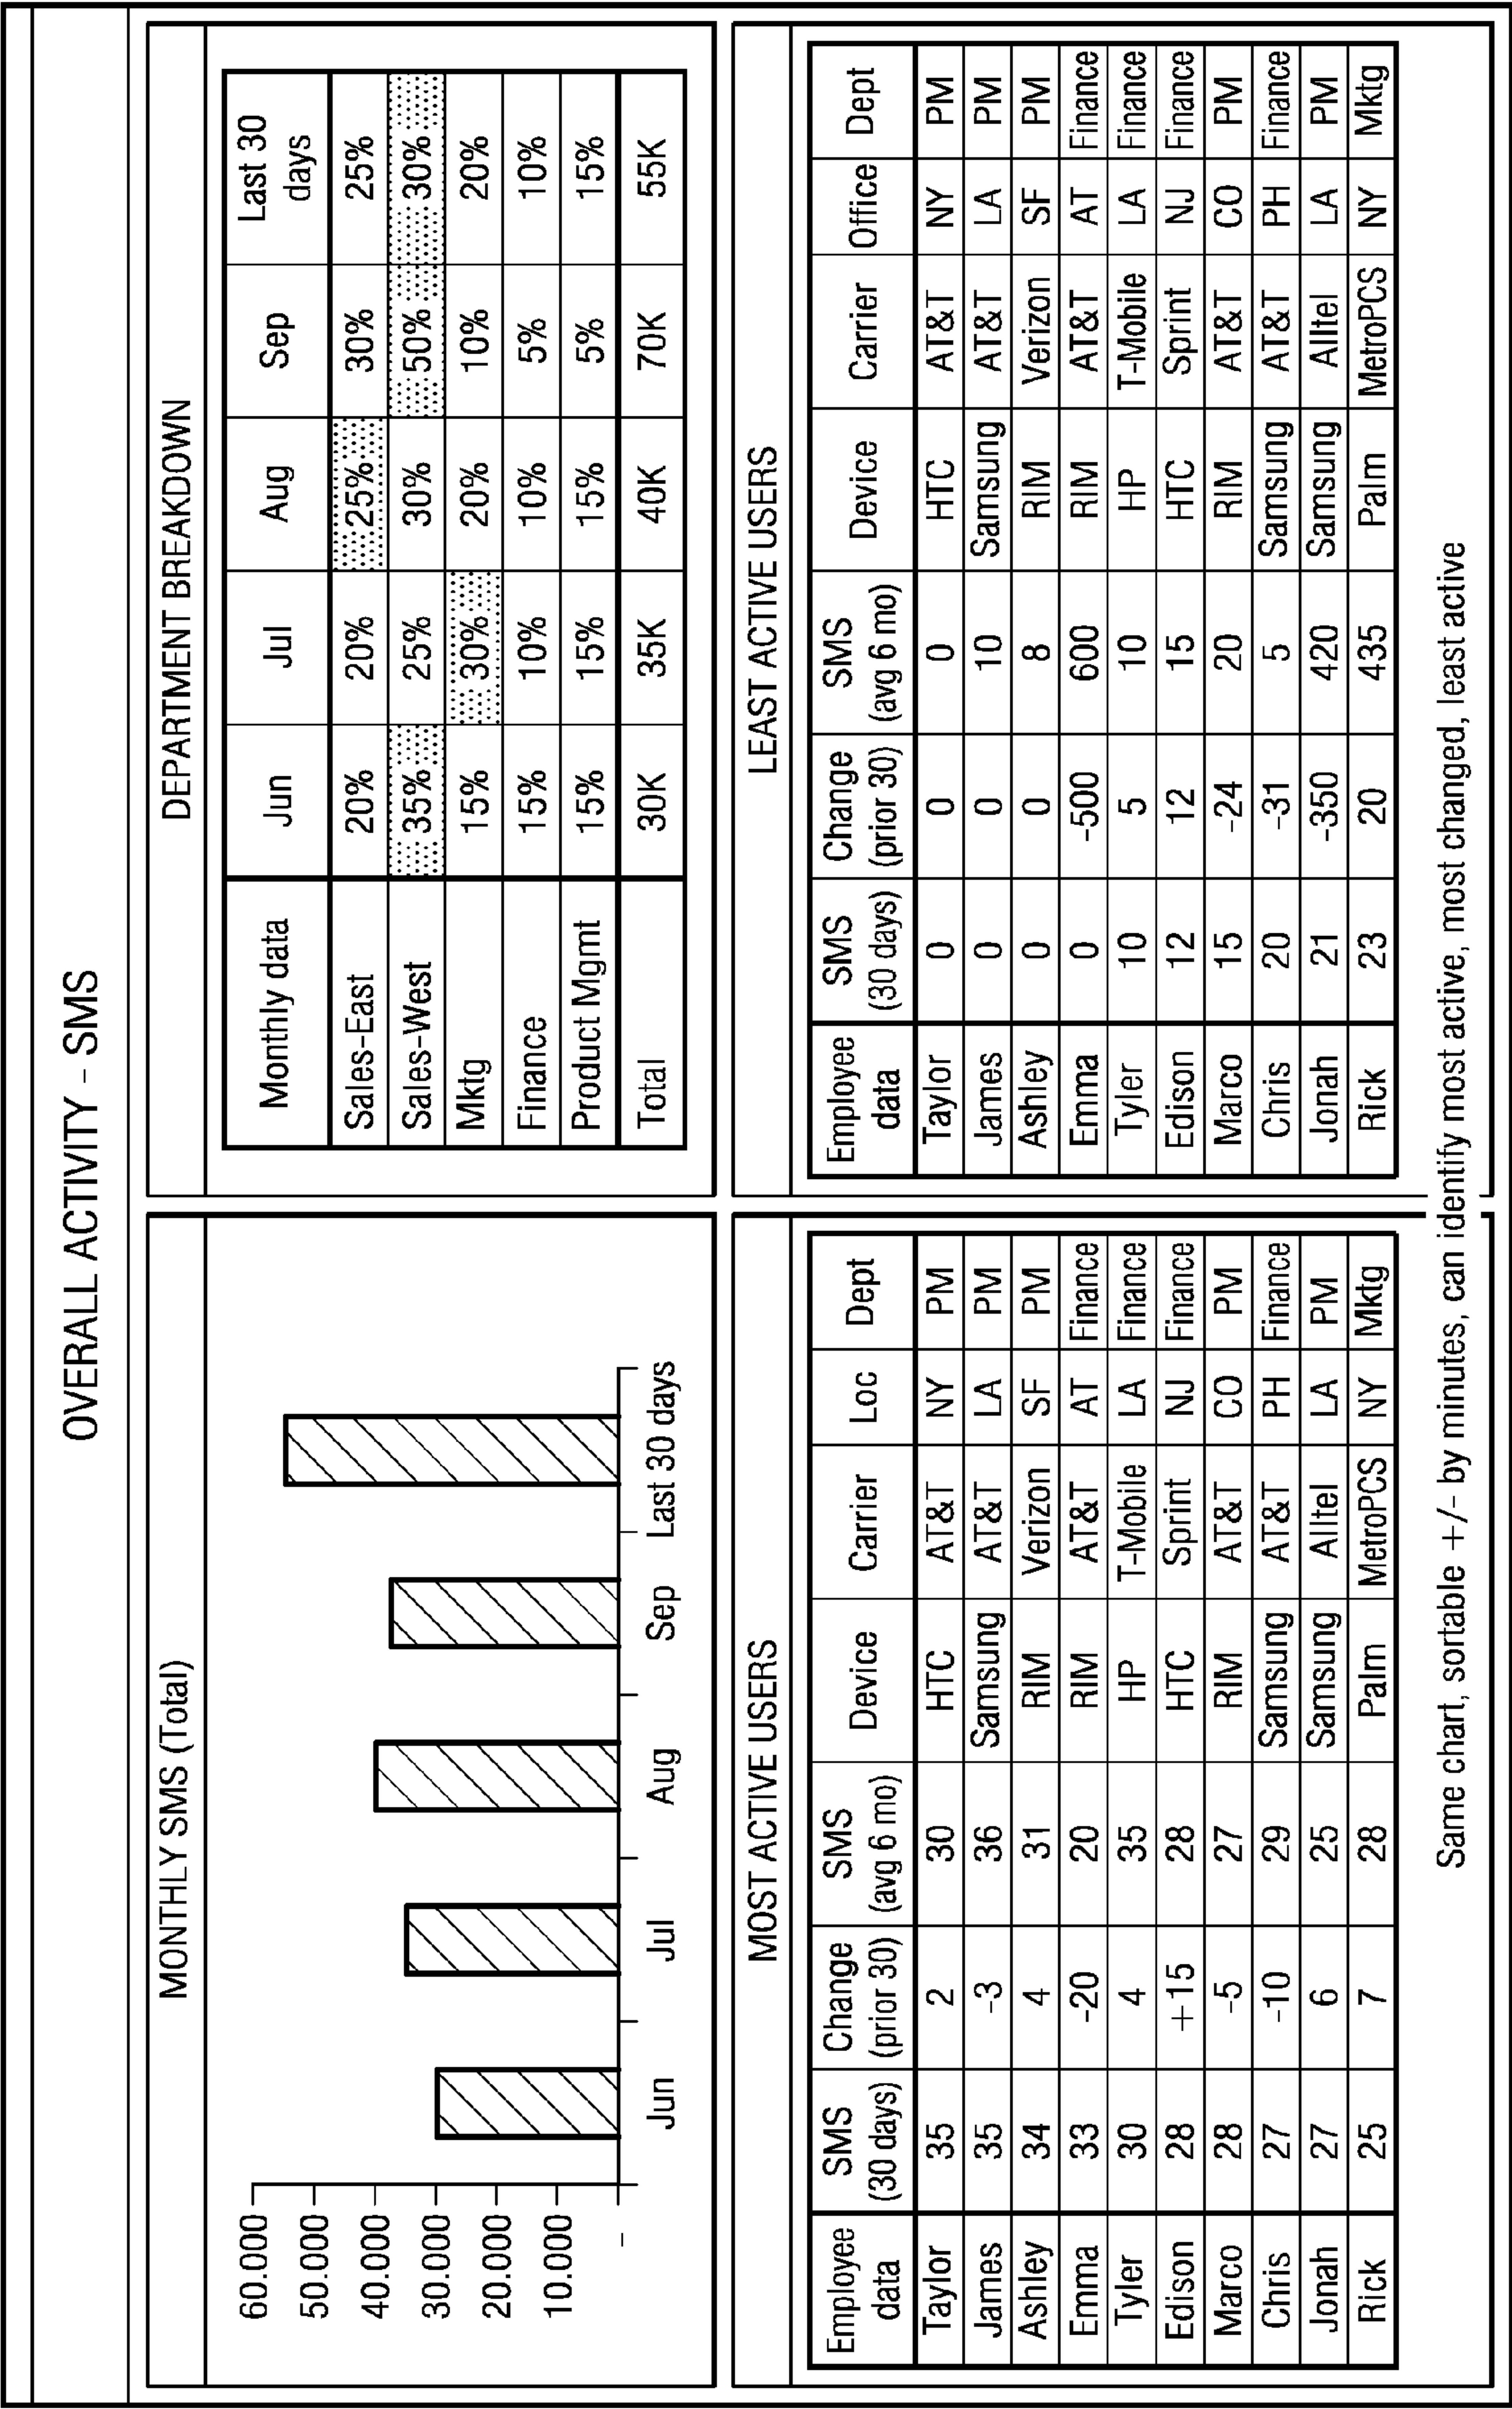 OVERALL ACTIVITY - SMS
MONTHLY SMS (Total)
60.000
50.000
40.000
30.000
20.000
10.000
-
Jun Jul Aug Sep Last 30 days
DEPARTMENT BREAKDOWN
Monthly data Jun Jul Aug Sep Last 30 days
Sales-East 20% 20% 25% 30% 25%
Sales-West 35% 25% 30% 50% 30%
Mktg 15% 30% 20% 10% 20%
Finance 15% 10% 10% 5% 10%
Product Mgmt 15% 15% 15% 5% 15%
Total 30K 35K 40K 70K 55K
MOST ACTIVE USERS
Employee data SMS (30 days) Change (prior 30) SMS (avg 6 mo) Device Carrier Loc Dept
Taylor 35 2 30 HTC AT&T NY PM
James 35 -3 36 Samsung AT&T LA PM
Ashley 34 4 31 RIM Verizon SF PM
Emma 33 -20 20 RIM AT&T AT Finance
Tyler 30 4 35 HP T-Mobile LA Finance
Edison 28 +15 28 HTC Sprint NJ Finance
Marco 28 -5 27 RIM AT&T CO PM
Chris 27 -10 29 Samsung AT&T PH Finance
Jonah 27 6 25 Samsung Alltel LA PM
Rick 25 7 28 Palm MetroPCS NY Mktg
LEAST ACTIVE USERS
Employee data SMS (30 days) Change (prior 30) SMS (avg 6 mo) Device Carrier Office Dept
Taylor 0 0 0 HTC AT&T NY PM
James 0 0 10 Samsung AT&T LA PM
Ashley 0 0 8 RIM Verizon SF PM
Emma 0 -500 600 RIM AT&T AT Finance
Tyler 10 5 10 HP T-Mobile LA Finance
Edison 12 12 15 HTC Sprint NJ Finance
Marco 15 -24 20 RIM AT&T CO PM
Chris 20 -31 5 Samsung AT&T PH Finance
Jonah 21 -350 420 Samsung Alltel LA PM
Rick 23 20 435 Palm MetroPCS NY Mktg
Same chart, sortable +/- by minutes, can identify most active, most changed, least active